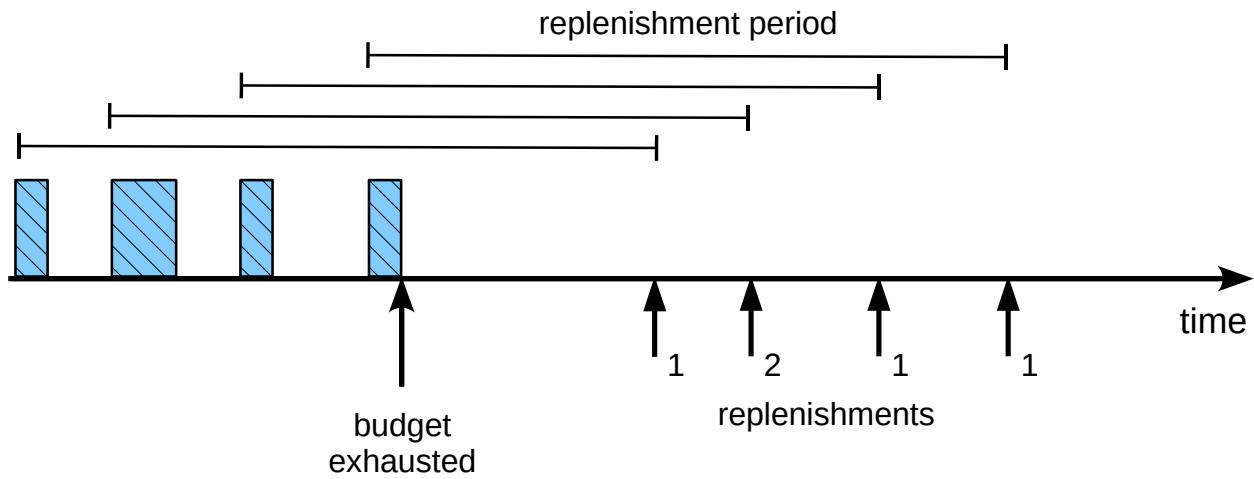 replenishment period
time
1
2
1
1
replenishments
budget
exhausted